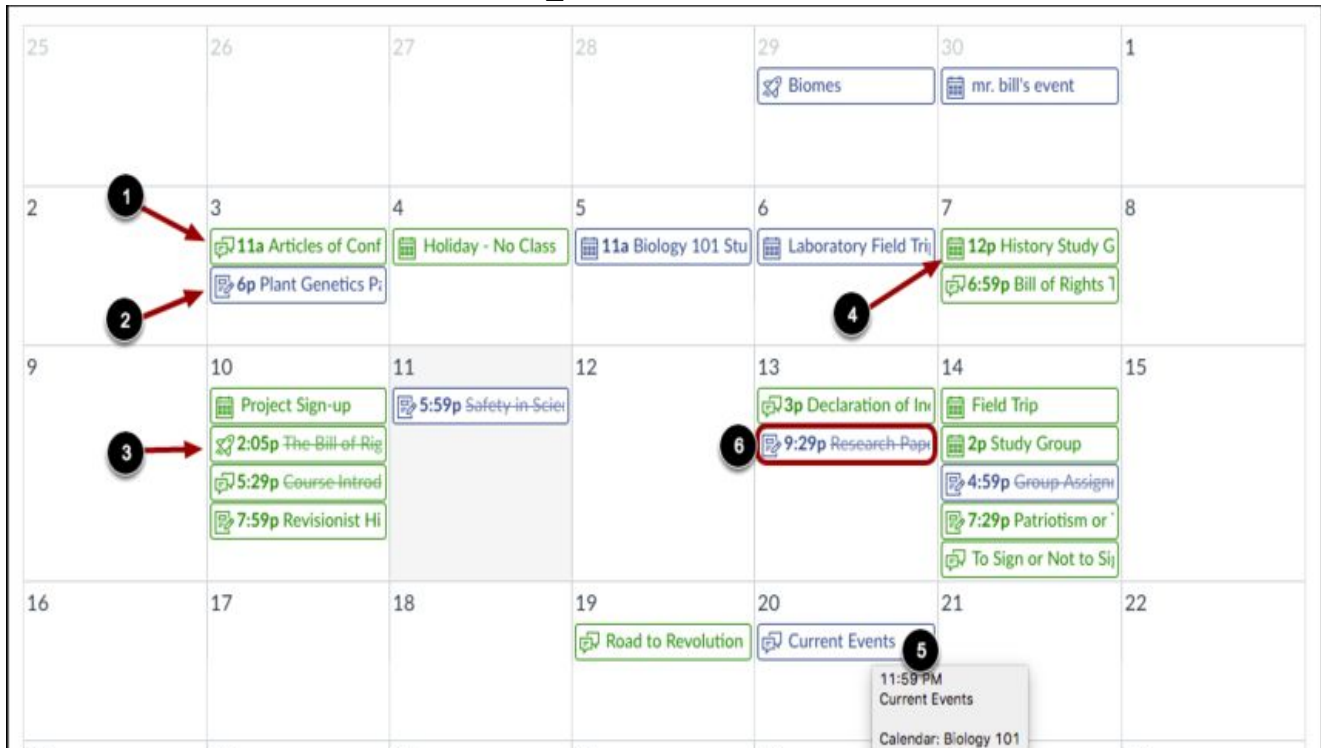 25
26
27
28
29
30
1
Biomes
mr. bill's event
2
1
3
4
5
6
7
8
11a Articles of Conf
Holiday - No Class
11a Biology 101 Stu
Laboratory Field Tri
12p History Study G
6p Plant Genetics Pa
6:59p Bill of Rights T
2
4
9
10
11
12
13
14
15
Project Sign-up
5:59p Safety in Scie
3p Declaration of In
Field Trip
3
2:05p The Bill of Rig
6
9:29p Research Pape
2p Study Group
5:29p Course Introd
4:59p Group Assign
7:59p Revisionist Hi
7:29p Patriotism or
To Sign or Not to Si
16
17
18
19
20
21
22
Road to Revolution
Current Events
5
11:59 PM
Current Events
Calendar: Biology 101